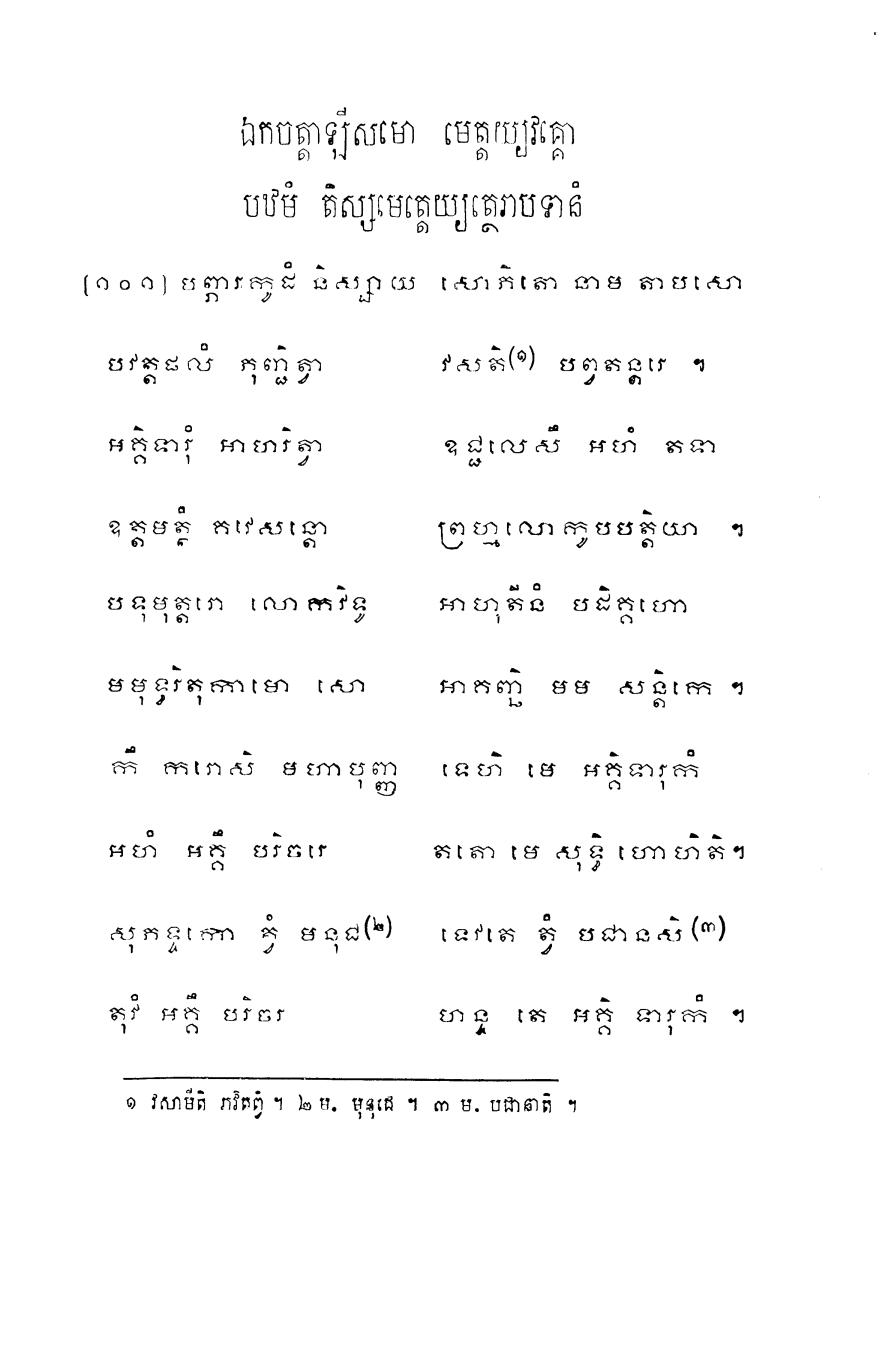 ឯកចត្តាឡីសមោ មេត្តយ្យវគ្គោ
បឋមំ តិស្សមេត្តេយ្យត្ថេរាបទានំ
[១០១] បញ្ភារកូដំ និស្សាយ សោភិតោ នាម តាបសោ
បវត្តផលំ ភុញ្ជិត្វា វសតិ(១) បព្វតន្តរេ ។
អគ្គិទារុំ អាហរិត្វា ឧជ្ជលេសឹ អហំ តទា
ឧត្តមត្ថំ គវេសន្តោ ព្រហ្មលោកូបបត្តិយា ។
បទុមុត្តរោ លោកវិទូ អាហុតីនំ បដិគ្គហោ
មមុទ្ធរិតុកាមោ សោ អាគញ្ឆិ មម សន្តិកេ ។
កឹ ករោសិ មហាបុញ្ញ ទេហិ មេ អគ្គិទារុកំ
អហំ អគ្គឹ បរិចរេ តតោ មេ សុទ្ធិ ហោហិតិ។
សុភទ្ទកោ ត្វំ មនុជ(២) ទេវតេ ត្វំ បជានសិ(៣)
តុវំ អគ្គឹ បរិចរ ហន្ទ តេ អគ្គិ ទារុកំ ។
១ វសាមីតិ ភវិតព្វំ ។ ២ ម. មុនុជេ ។ ៣ ម. បជានាតិ ។